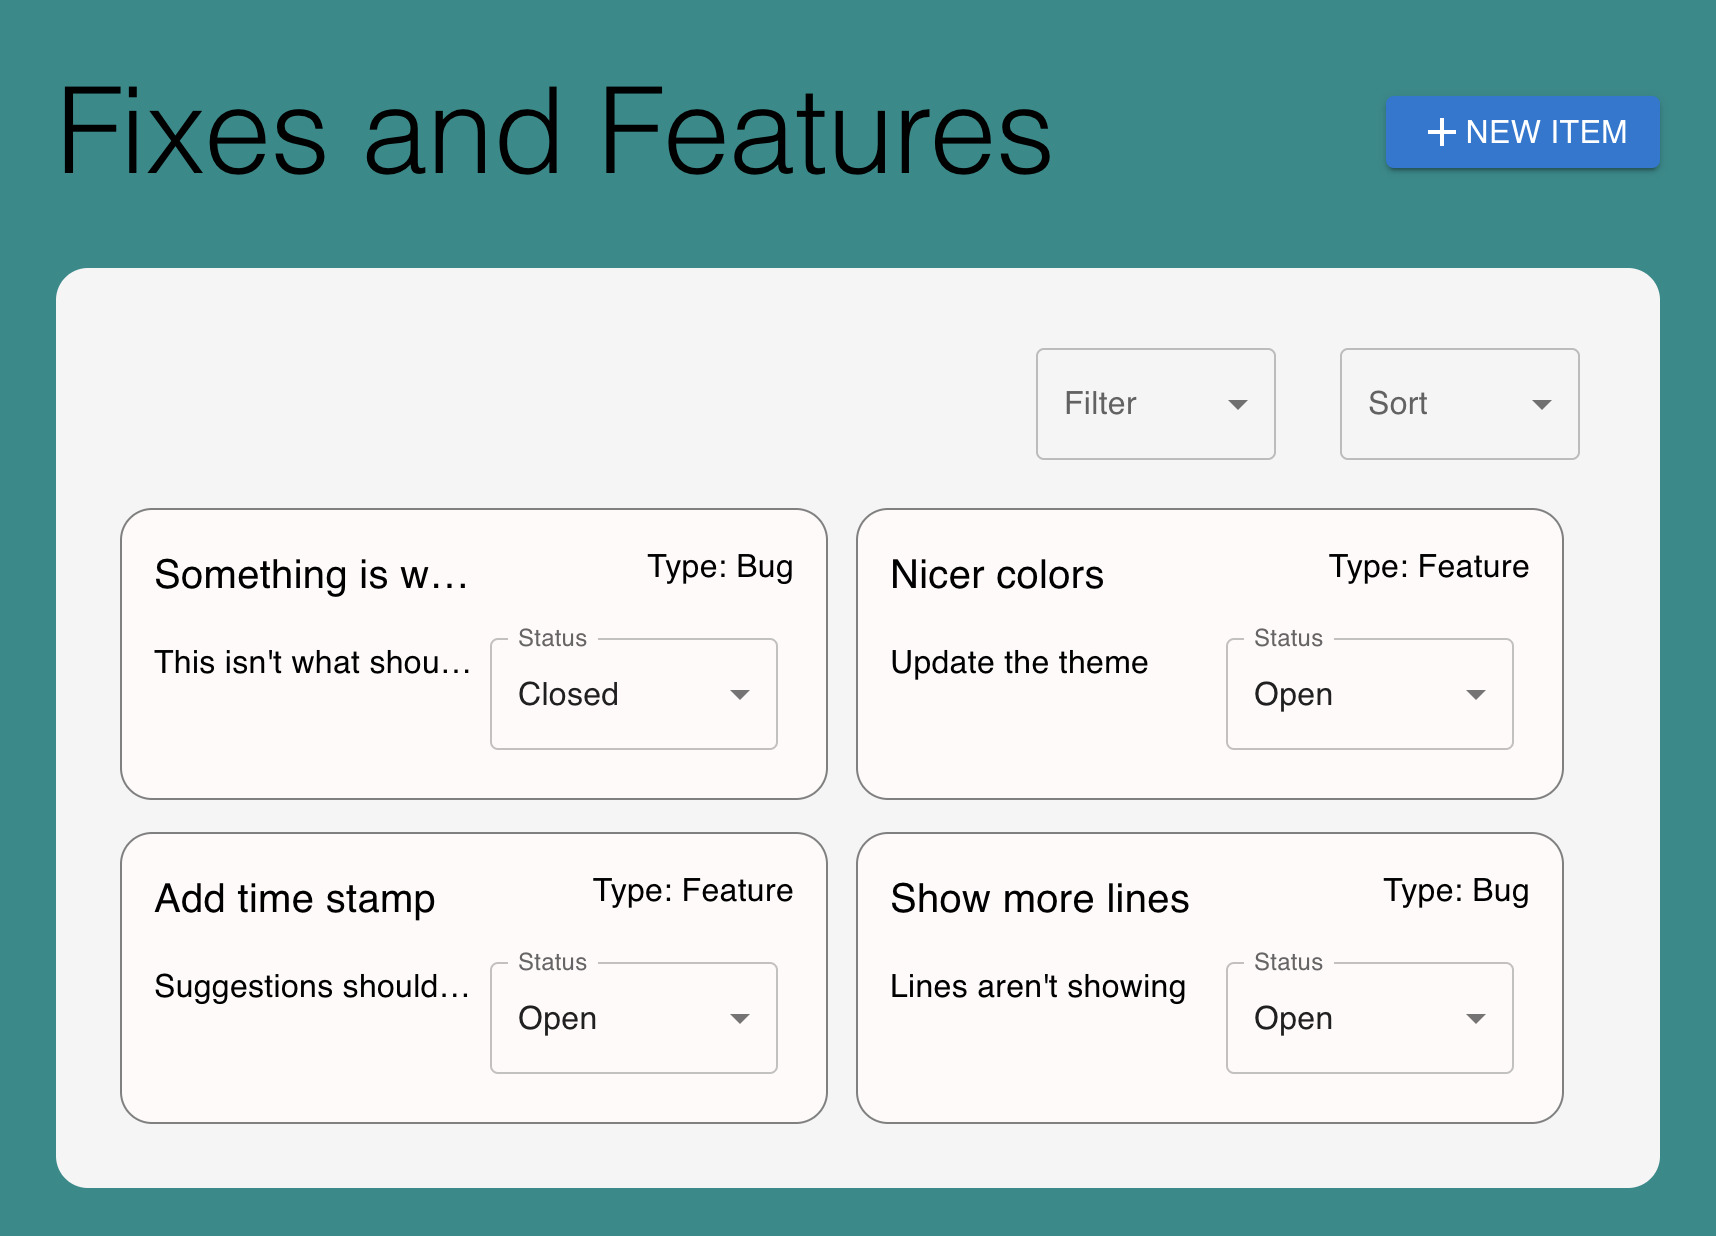 Fixes and Features
+ NEW ITEM
Filter
Sort
Something is w...
Type: Bug
This isn't what shou...
Status
Closed
Nicer colors
Type: Feature
Update the theme
Status
Open
Add time stamp
Type: Feature
Suggestions should...
Status
Open
Show more lines
Type: Bug
Lines aren't showing
Status
Open